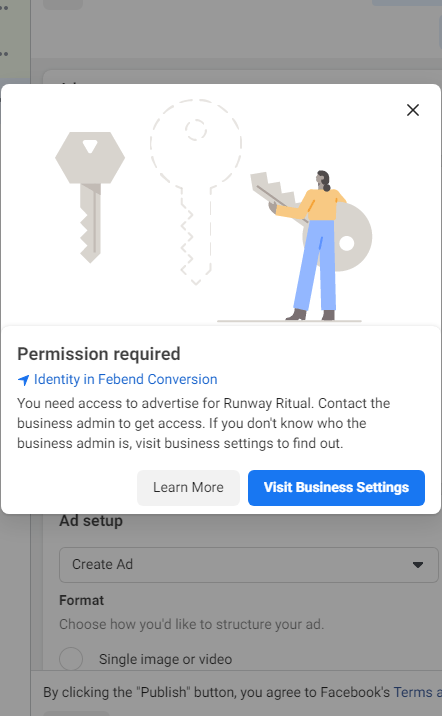 Permission required
Identity in Febend Conversion
You need access to advertise for Runway Ritual. Contact the
business admin to get access. If you don't know who the
business admin is, visit business settings to find out.
Learn More
Visit Business Settings
Ad setup
Create Ad
Format
Choose how you'd like to structure your ad.
Single image or video
By clicking the "Publish" button, you agree to Facebook's Terms